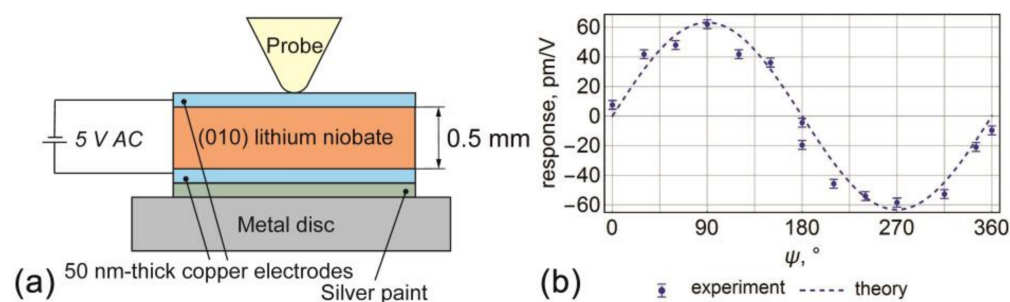 Probe
5 V AC
(010) lithium niobate
0.5 mm
Metal disc
(a)
50 nm-thick copper electrodes
Silver paint
(b)
response, pm/V
60
40
20
0
−20
−40
−60
0
90
180
270
360
ψ, °
experiment
theory